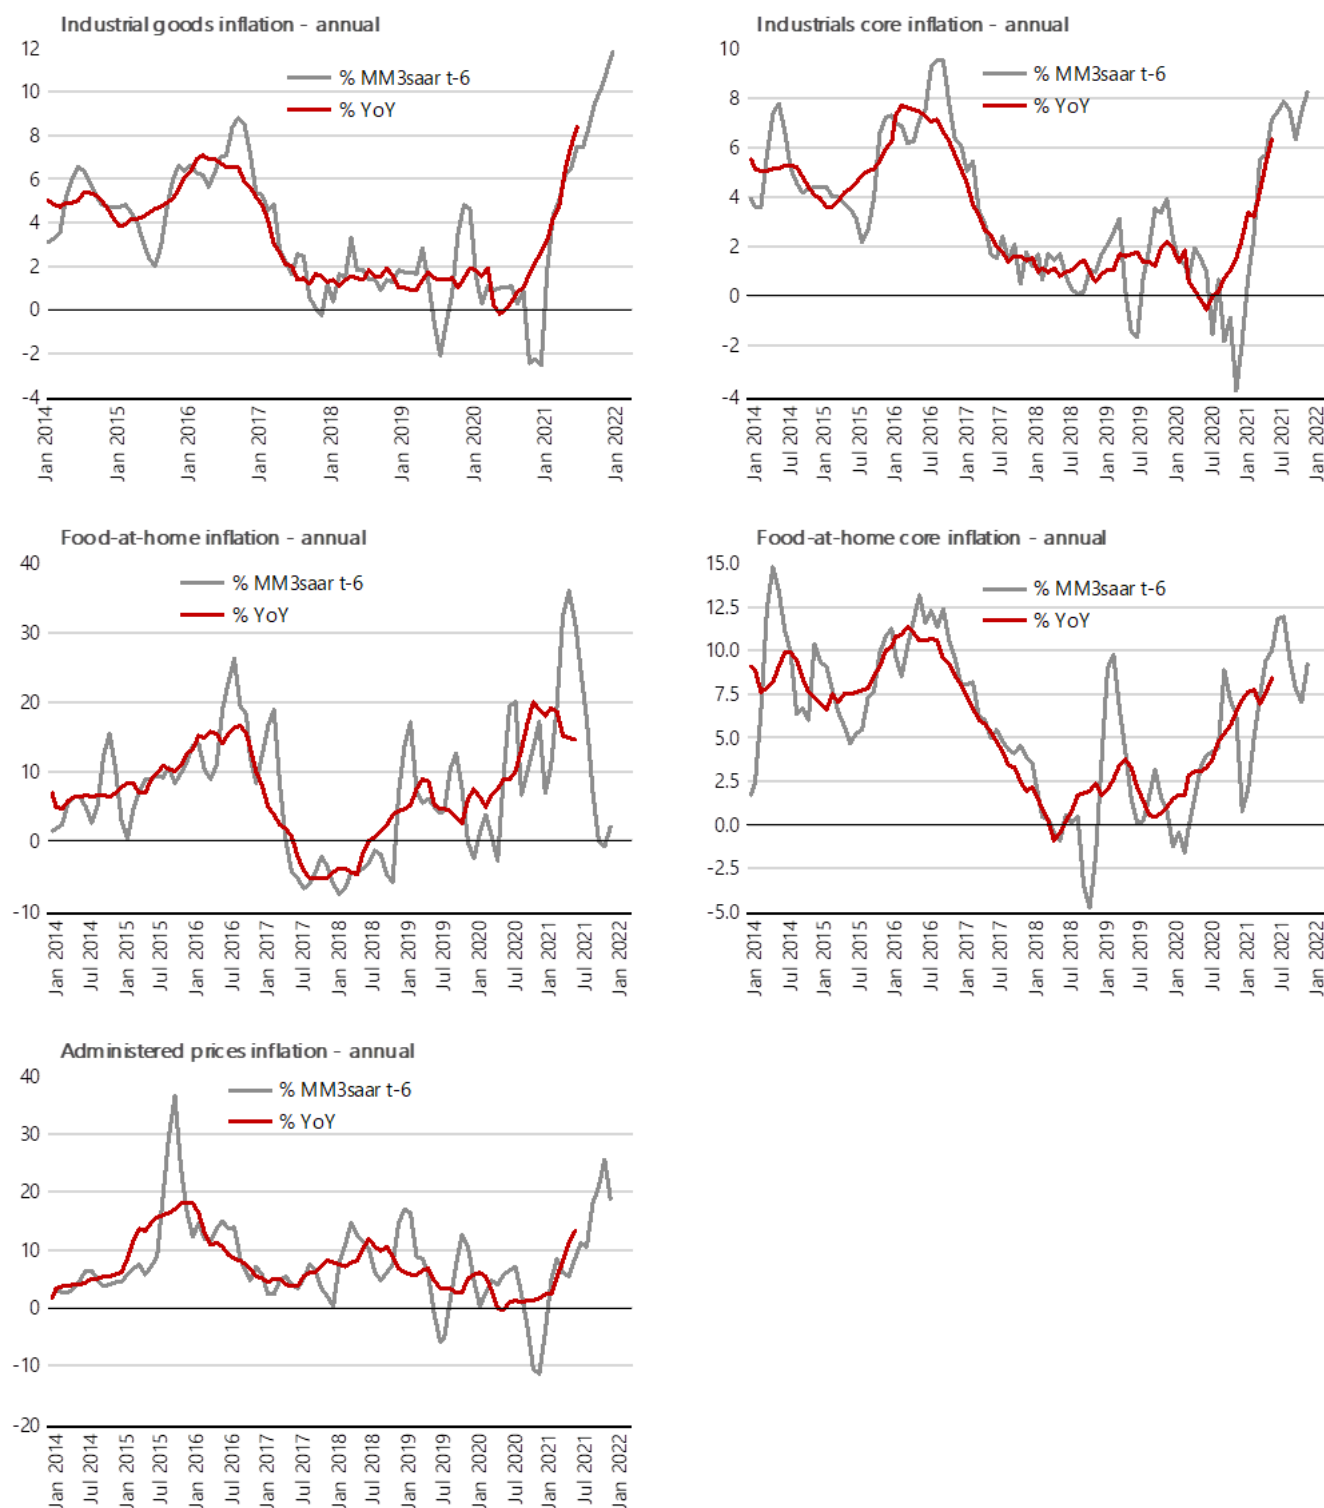 Industrial goods inflation - annual
12
10
8
6
4
2
0
-2
-4
% MM3saar t-6
% YoY
Jan 2014
Jan 2015
Jan 2016
Jan 2017
Jan 2018
Jan 2019
Jan 2020
Jan 2021
Jan 2022
Industrials core inflation - annual
10
8
6
4
2
0
-2
-4
% MM3saar t-6
% YoY
Jan 2014
Jul 2014
Jan 2015
Jul 2015
Jan 2016
Jul 2016
Jan 2017
Jul 2017
Jan 2018
Jul 2018
Jan 2019
Jul 2019
Jan 2020
Jul 2020
Jan 2021
Jul 2021
Jan 2022
Food-at-home inflation - annual
40
30
20
10
0
-10
% MM3saar t-6
% YoY
Jan 2014
Jul 2014
Jan 2015
Jul 2015
Jan 2016
Jul 2016
Jan 2017
Jul 2017
Jan 2018
Jul 2018
Jan 2019
Jul 2019
Jan 2020
Jul 2020
Jan 2021
Jul 2021
Jan 2022
Food-at-home core inflation - annual
15.0
12.5
10.0
7.5
5.0
2.5
0.0
-2.5
-5.0
% MM3saar t-6
% YoY
Jan 2014
Jul 2014
Jan 2015
Jul 2015
Jan 2016
Jul 2016
Jan 2017
Jul 2017
Jan 2018
Jul 2018
Jan 2019
Jul 2019
Jan 2020
Jul 2020
Jan 2021
Jul 2021
Jan 2022
Administered prices inflation - annual
40
30
20
10
0
-10
-20
% MM3saar t-6
% YoY
Jan 2014
Jul 2014
Jan 2015
Jul 2015
Jan 2016
Jul 2016
Jan 2017
Jul 2017
Jan 2018
Jul 2018
Jan 2019
Jul 2019
Jan 2020
Jul 2020
Jan 2021
Jul 2021
Jan 2022